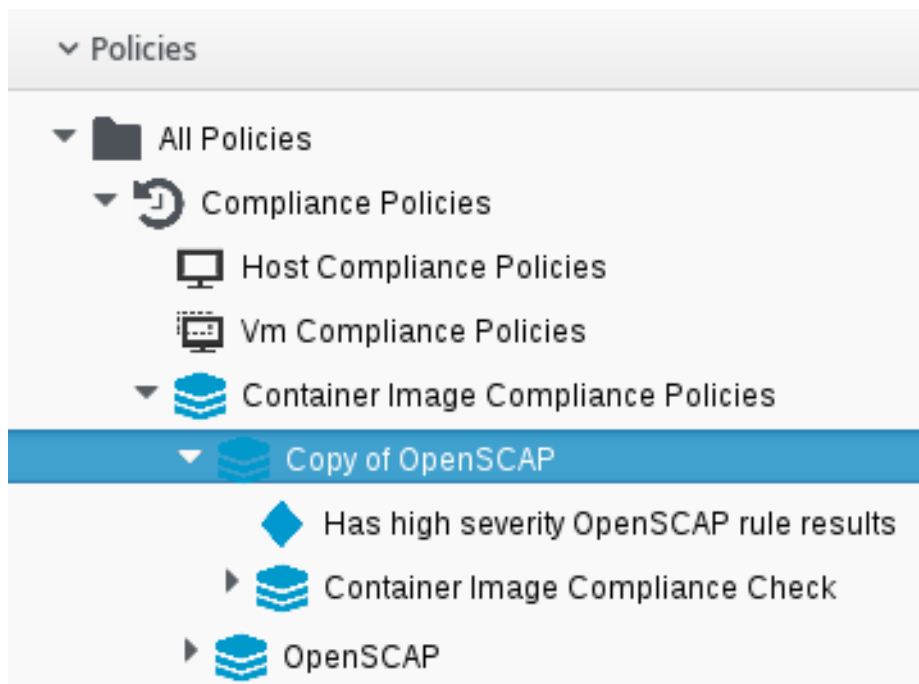 Policies
All Policies
Compliance Policies
Host Compliance Policies
Vm Compliance Policies
Container Image Compliance Policies
Copy of OpenSCAP
Has high severity OpenSCAP rule results
Container Image Compliance Check
OpenSCAP